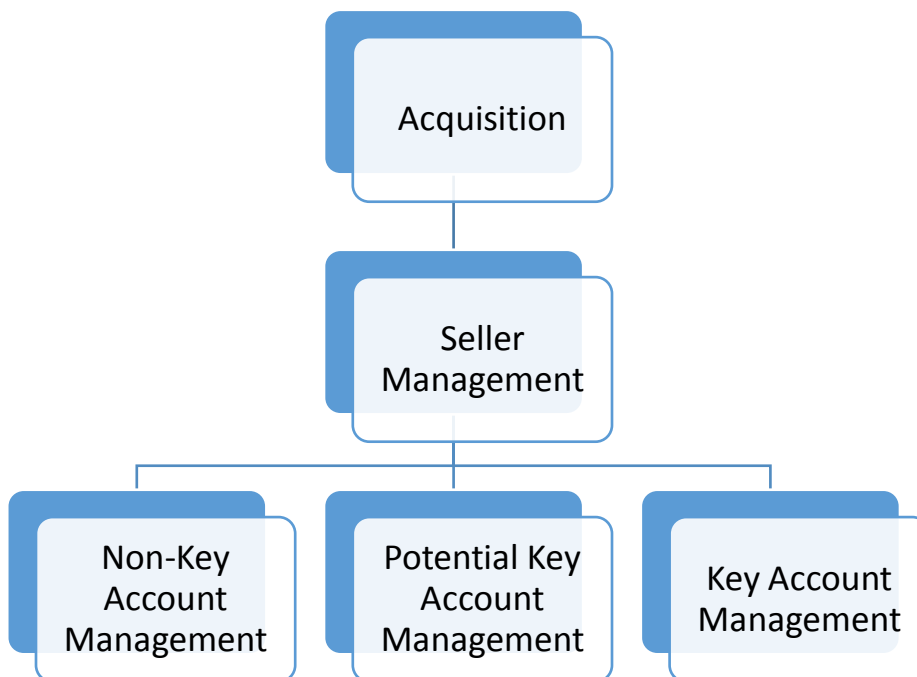 Acquisition
Seller
Management
Non-Key
Account
Management
Potential Key
Account
Management
Key Account
Management